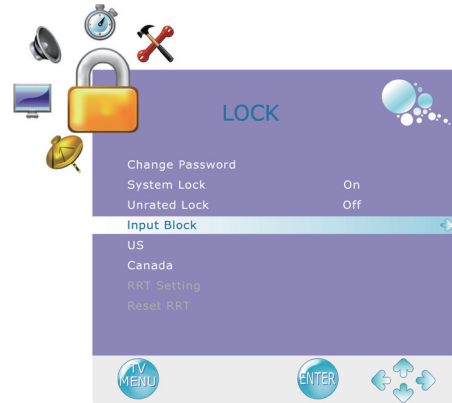 LOCK
Change Password
System Lock On
Unrated Lock Off
Input Block
US
Canada
RRT Setting
Reset RRT
TV
MENU
ENTER